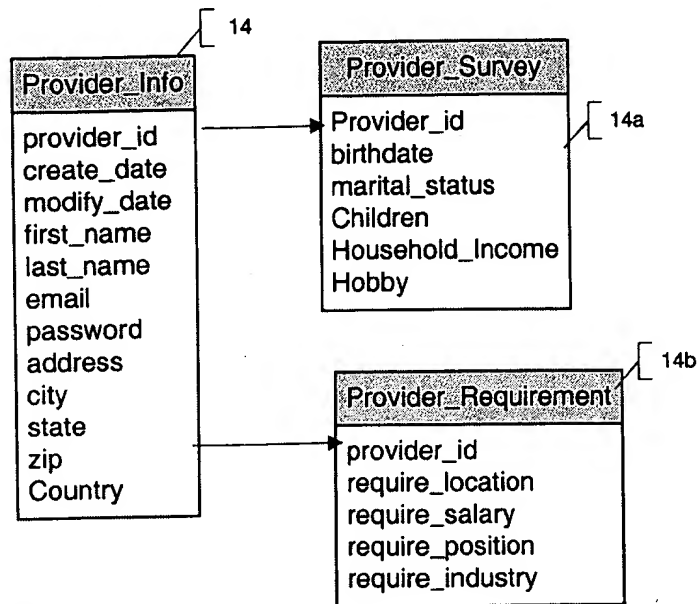 14
Provider_Info
provider_id
create_date
modify_date
first_name
last_name
email
password
address
city
state
zip
Country
Provider_Survey
14a
Provider_id
birthdate
marital_status
Children
Household_Income
Hobby
14b
Provider_Requirement
provider_id
require_location
require_salary
require_position
require_industry